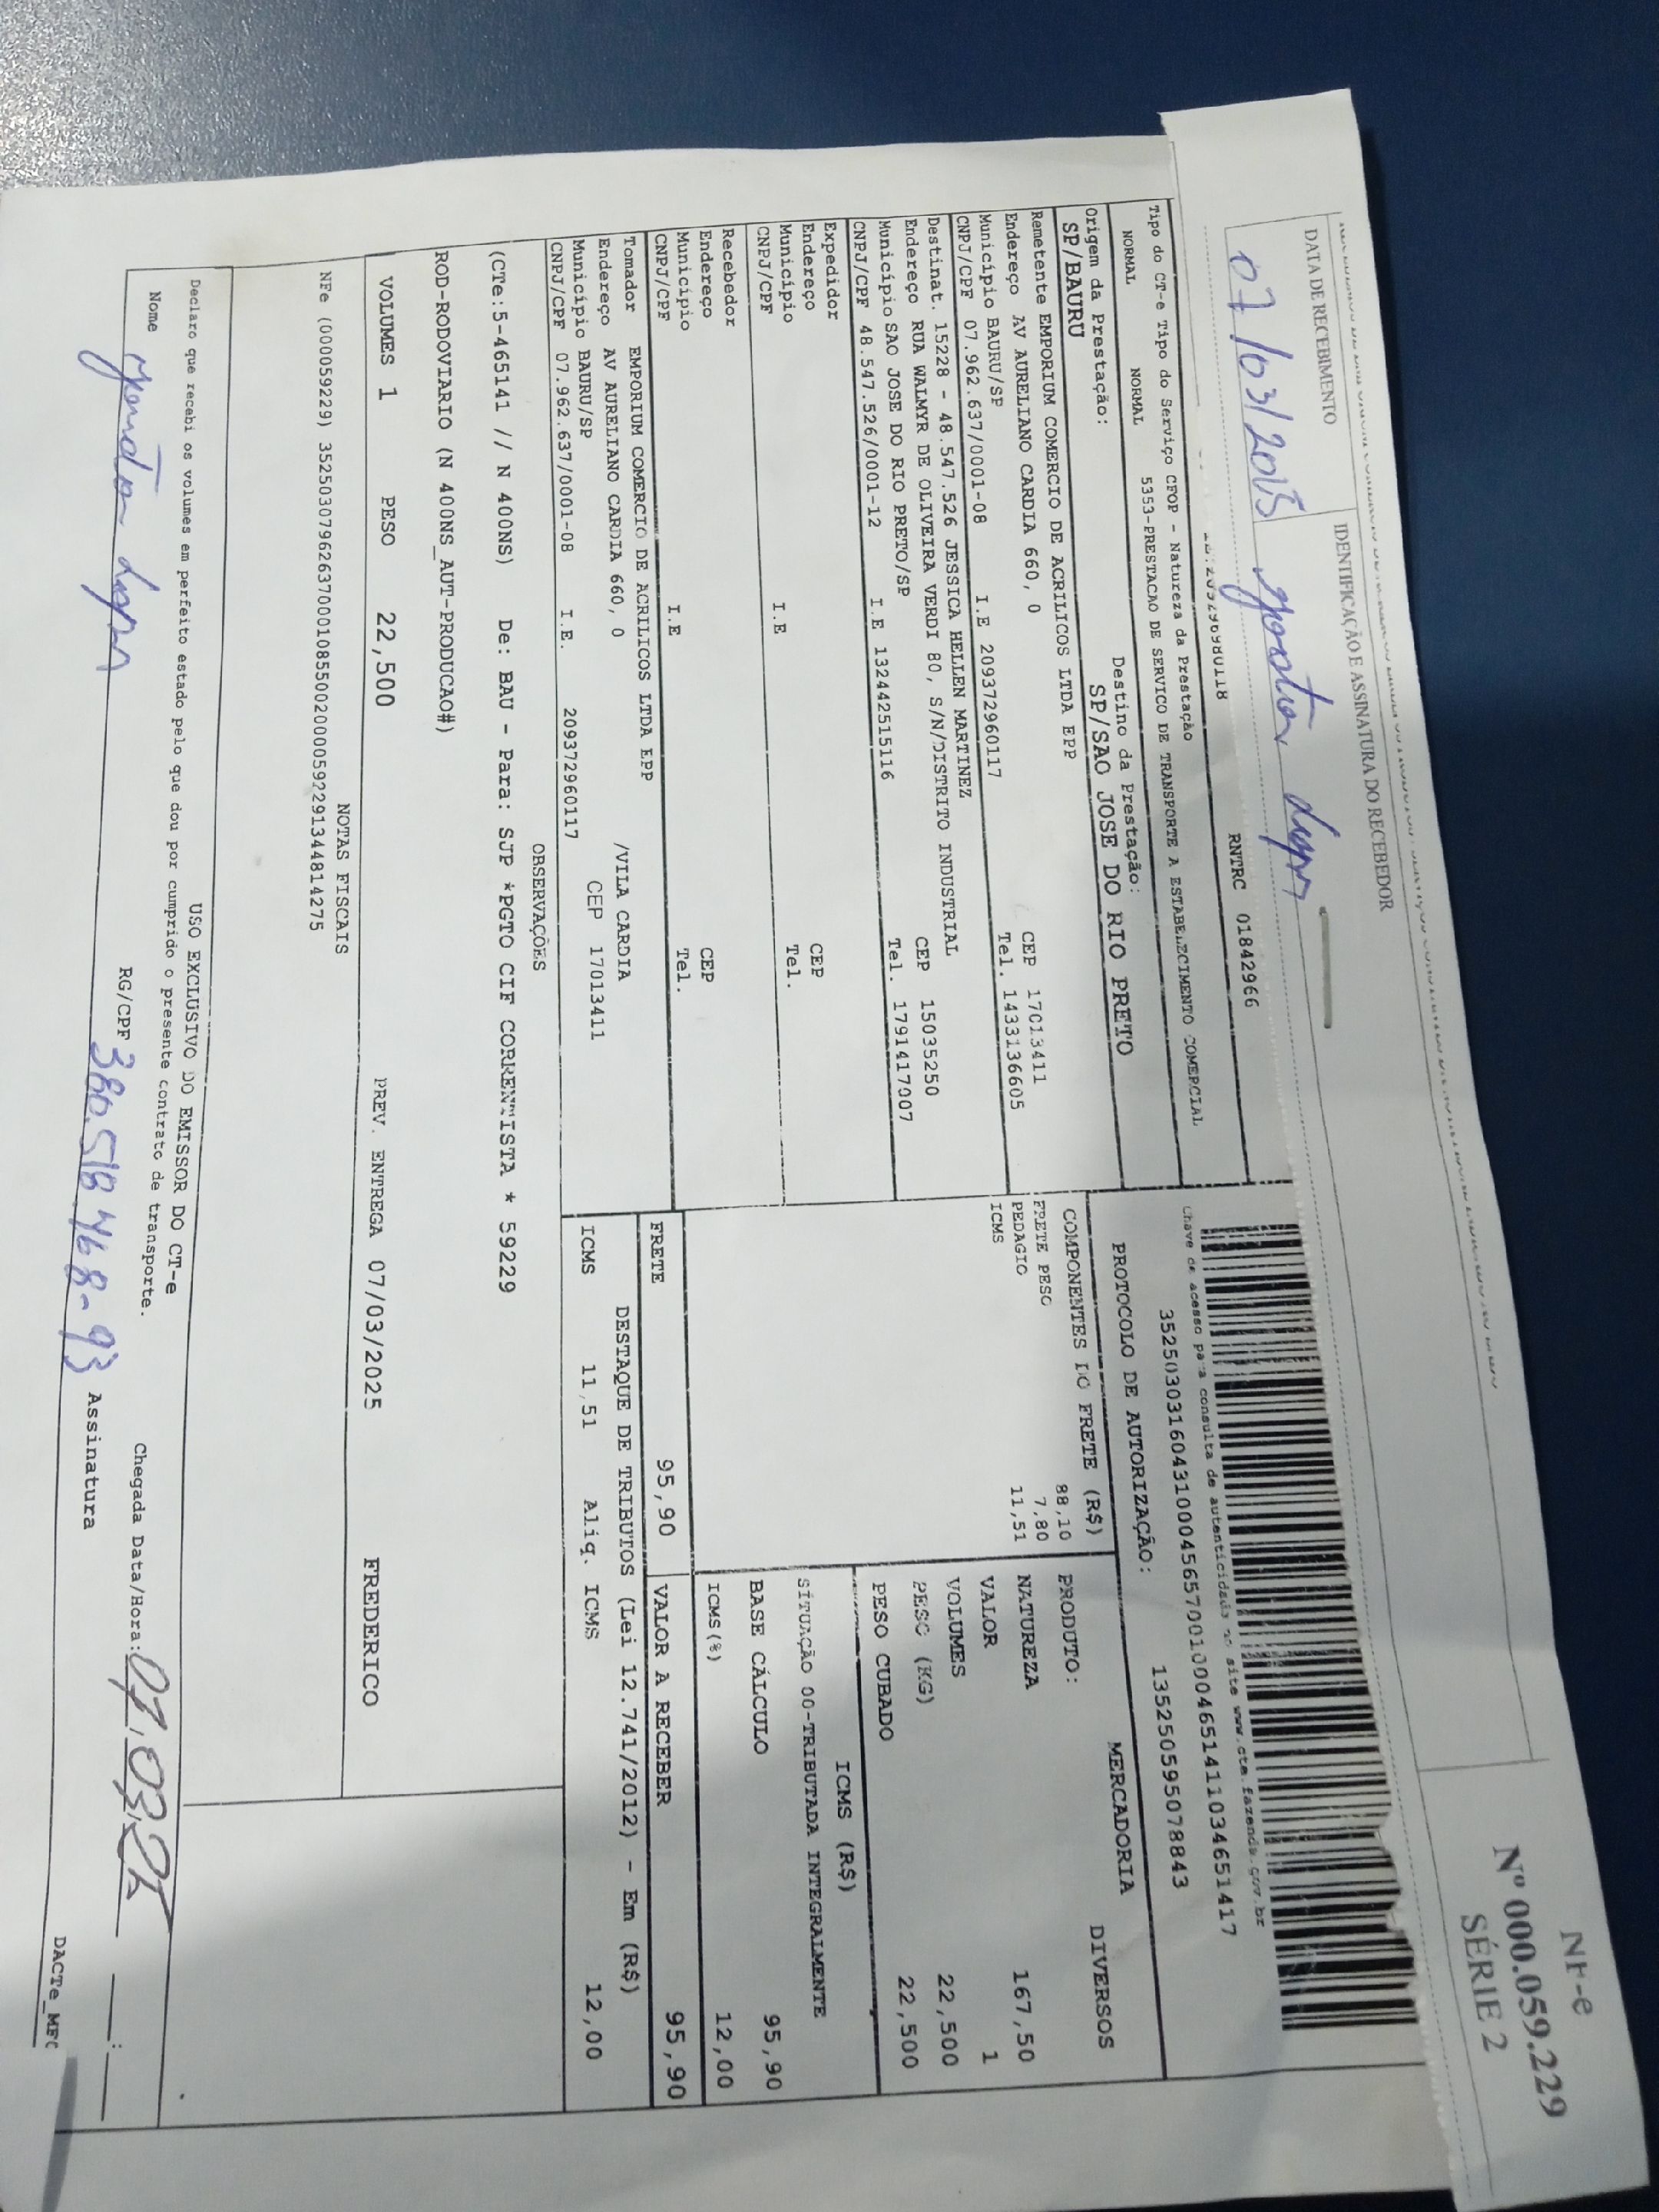 NF-e
Nº 000.059.229
SÉRIE 2
DATA DE RECEBIMENTO IDENTIFICAÇÃO E ASSINATURA DO RECEBEDOR
07/03/2025
RNTRC 01842966
Tipo do CT-e Tipo do Serviço CFOP - Natureza da Prestação
NORMAL NORMAL 5353-PRESTACAO DE SERVICO DE TRANSPORTE A ESTABELECIMENTO COMERCIAL
Chave de acesso para consulta de autenticidade no site www.cte.fazenda.gov.br
35250303160431000456570010004651411034651417
Origem da Prestação: Destino da Prestação:
SP/BAURU SP/SAO JOSE DO RIO PRETO
PROTOCOLO DE AUTORIZAÇÃO: 135250595078843
Remetente EMPORIUM COMERCIO DE ACRILICOS LTDA EPP
Endereço AV AURELIANO CARDIA 660, 0 CEP 17013411
Município BAURU/SP Tel. 1433136605
CNPJ/CPF 07.962.637/0001-08 I.E 209372960117
Destinat. 15228 - 48.547.526 JESSICA HELLEN MARTINEZ
Endereço RUA WALMYR DE OLIVEIRA VERDI 80, S/N/DISTRITO INDUSTRIAL CEP 15035250
Município SAO JOSE DO RIO PRETO/SP Tel. 1791417007
CNPJ/CPF 48.547.526/0001-12 I.E 132442515116
Expedidor
Endereço CEP
Município Tel.
CNPJ/CPF I.E
Recebedor
Endereço CEP
Município Tel.
CNPJ/CPF I.E
Tomador EMPORIUM COMERCIO DE ACRILICOS LTDA EPP
Endereço AV AURELIANO CARDIA 660, 0 /VILA CARDIA
Município BAURU/SP CEP 17013411
CNPJ/CPF 07.962.637/0001-08 I.E. 209372960117
COMPONENTES DO FRETE (R$)
FRETE PESO 88,10
PEDAGIO 7,80
ICMS 11,51
MERCADORIA
PRODUTO: DIVERSOS
NATUREZA
VALOR 167,50
VOLUMES 1
PESO (KG) 22,500
PESO CUBADO 22,500
ICMS (R$)
SITUAÇÃO 00-TRIBUTADA INTEGRALMENTE
BASE CÁLCULO 95,90
ICMS(%) 12,00
FRETE 95,90 VALOR A RECEBER 95,90
DESTAQUE DE TRIBUTOS (Lei 12.741/2012) - Em (R$)
ICMS 11,51 Aliq. ICMS 12,00
OBSERVAÇÕES
(CTe:5-465141 // N 400NS) De: BAU - Para: SJP *PGTO CIF CORRENTISTA * 59229
ROD-RODOVIARIO (N 400NS_AUT-PRODUCAO#)
VOLUMES 1 PESO 22,500 PREV. ENTREGA 07/03/2025 FREDERICO
NOTAS FISCAIS
NFe (000059229) 35250307962637000108550020000592291344814275
USO EXCLUSIVO DO EMISSOR DO CT-e
Declaro que recebi os volumes em perfeito estado pelo que dou por cumprido o presente contrato de transporte.
Nome RG/CPF 380.518.468-93 Assinatura Chegada Data/Hora: 07,03,25 :